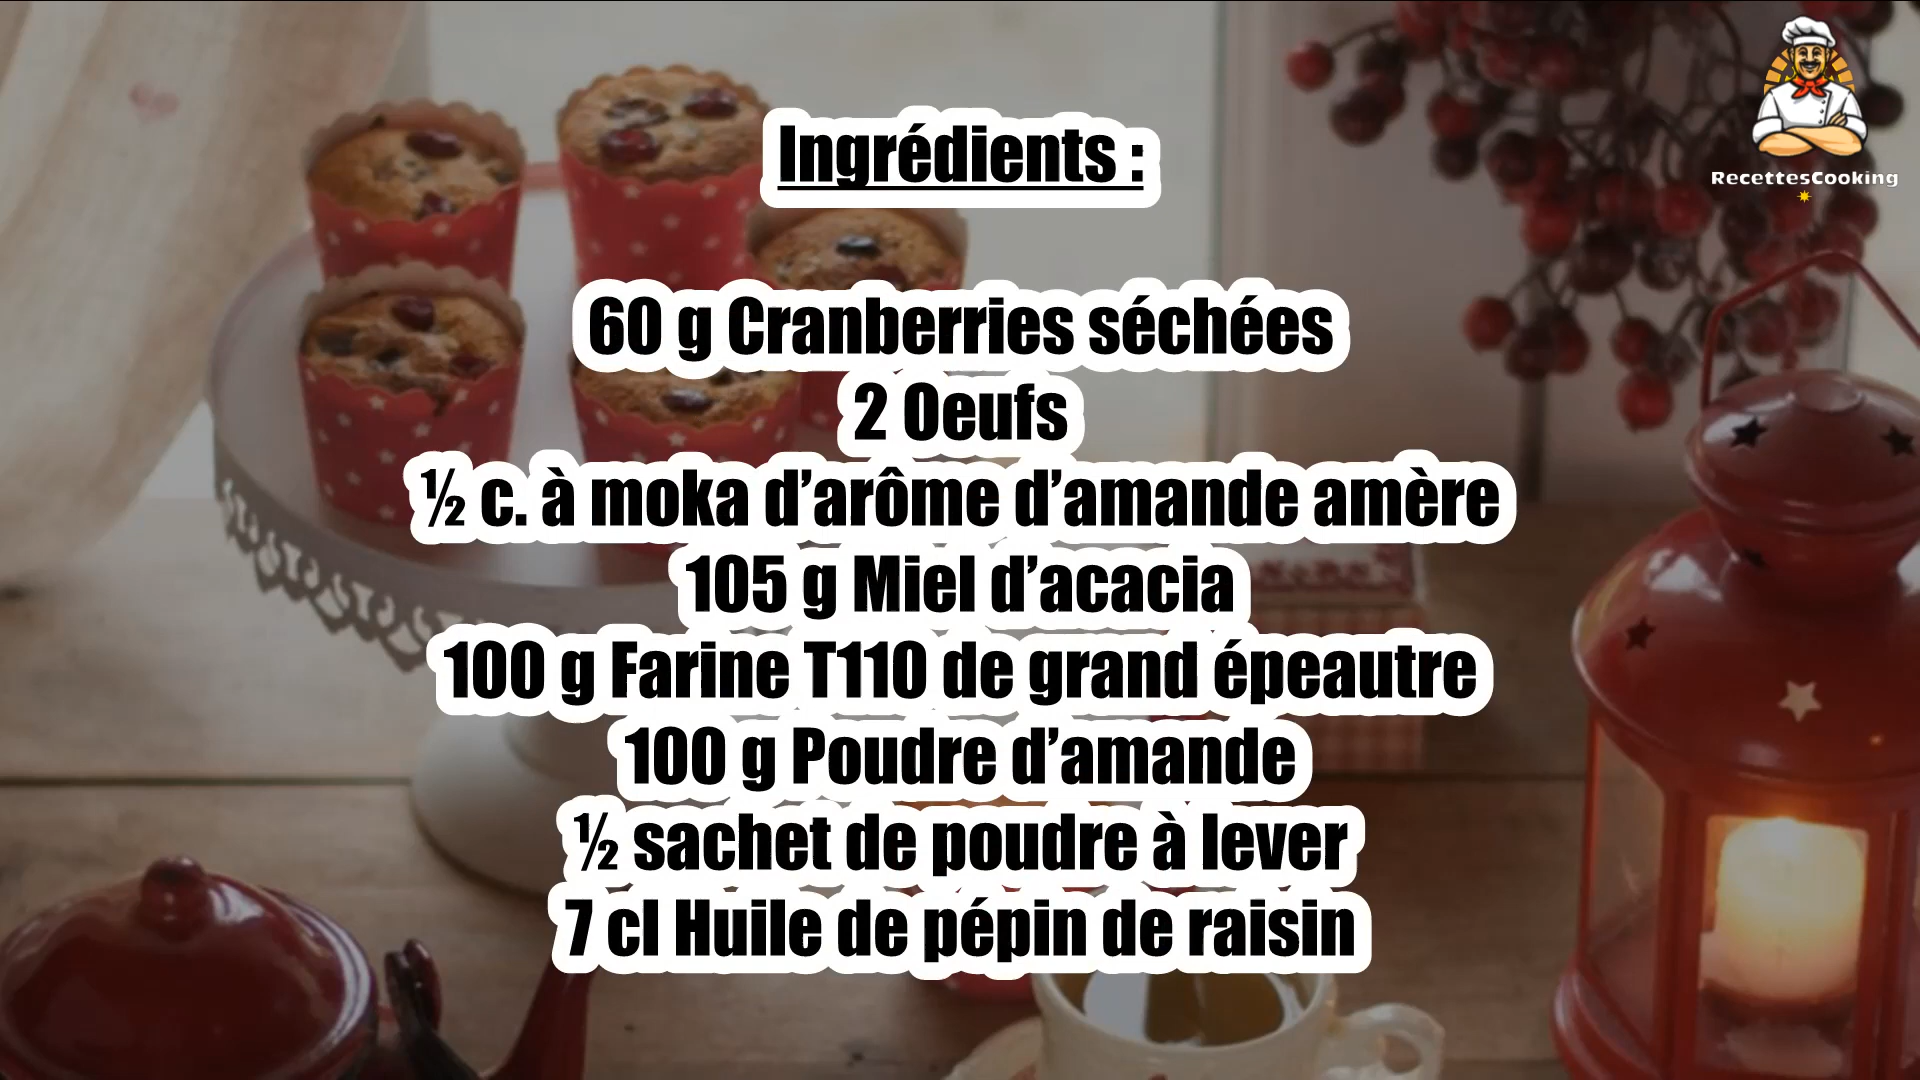 RecettesCooking
Ingrédients :
60 g Cranberries séchées
2 Oeufs
½ c. à moka d’arôme d’amande amère
105 g Miel d’acacia
100 g Farine T110 de grand épeautre
100 g Poudre d’amande
½ sachet de poudre à lever
7 cl Huile de pépin de raisin